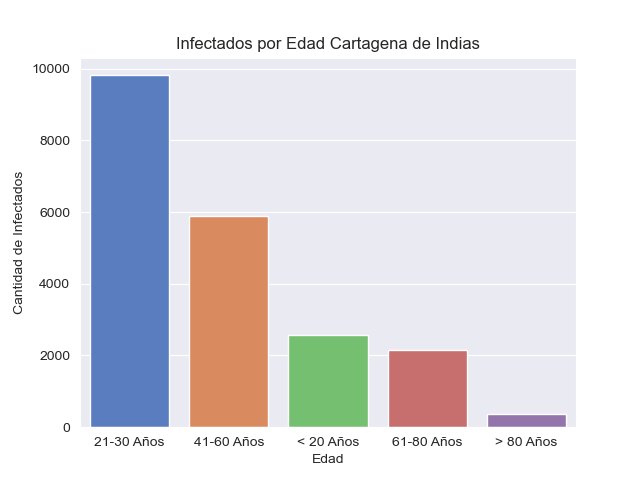 Infectados por Edad Cartagena de Indias
Cantidad de Infectados
10000
8000
6000
4000
2000
0
21-30 Años
41-60 Años
< 20 Años
61-80 Años
> 80 Años
Edad